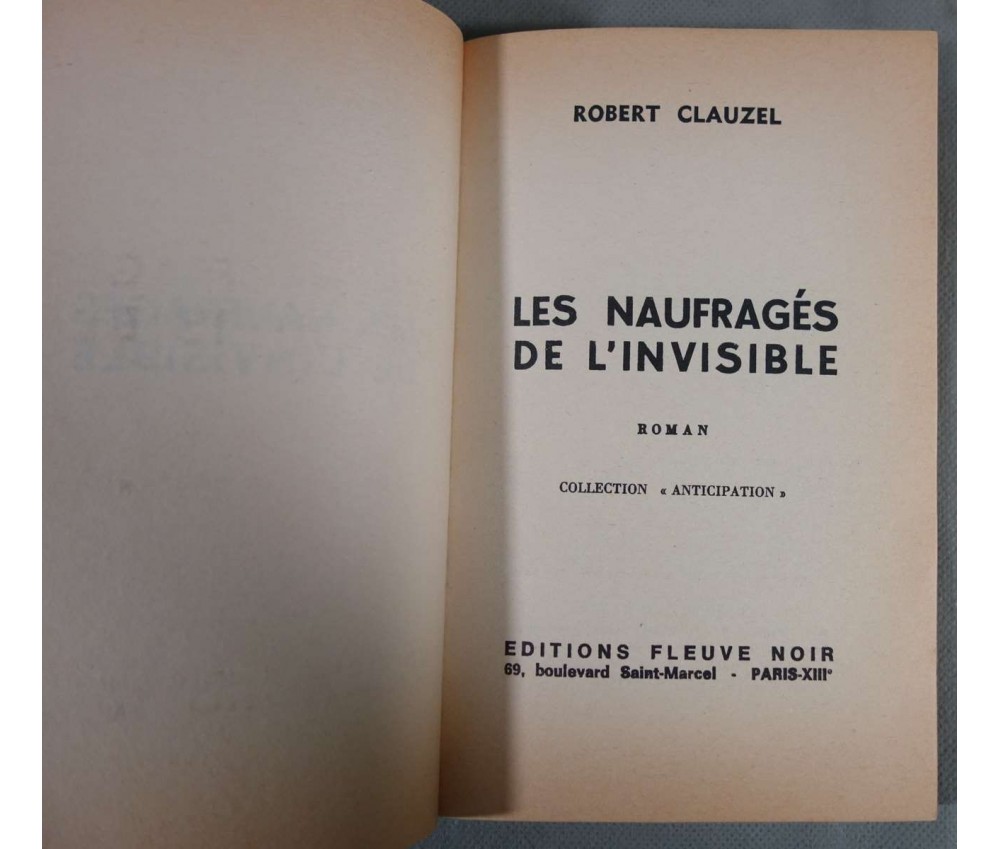 ROBERT CLAUZEL
LES NAUFRAGÉS
DE L'INVISIBLE
ROMAN
COLLECTION « ANTICIPATION »
EDITIONS FLEUVE NOIR
69, boulevard Saint-Marcel - PARIS-XIIIᵉ